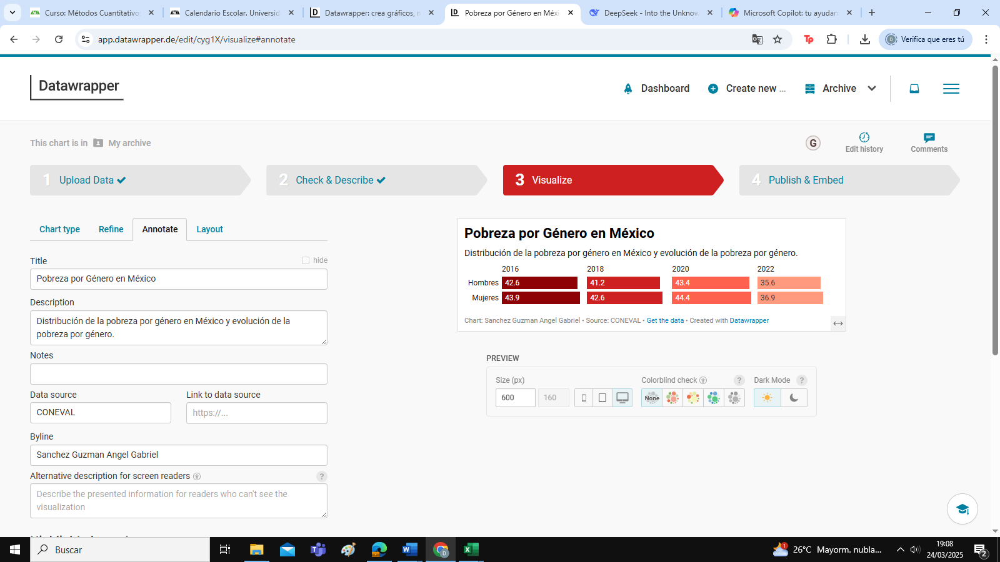 Curso: Métodos Cuantitativos
Calendario Escolar. Universid
Datawrapper: crea gráficos, m
Pobreza por Género en Méxi
DeepSeek - Into the Unknow
Microsoft Copilot: tu ayudan
app.datawrapper.de/edit/cyg1X/visualize#annotate
Verifica que eres tú
Datawrapper
Dashboard
Create new ...
Archive
This chart is in My archive
G
Edit history
Comments
1 Upload Data
2 Check & Describe
3 Visualize
4 Publish & Embed
Chart type
Refine
Annotate
Layout
Title
hide
Pobreza por Género en México
Description
Distribución de la pobreza por género en México y evolución de la
pobreza por género.
Notes
Data source
Link to data source
CONEVAL
https://...
Byline
Sanchez Guzman Angel Gabriel
Alternative description for screen readers
?
Describe the presented information for readers who can't see the
visualization
Pobreza por Género en México
Distribución de la pobreza por género en México y evolución de la pobreza por género.
2016 2018 2020 2022
Hombres 42.6 41.2 43.4 35.6
Mujeres 43.9 42.6 44.4 36.9
Chart: Sanchez Guzman Angel Gabriel • Source: CONEVAL • Get the data • Created with Datawrapper
PREVIEW
Size (px)
Colorblind check ?
Dark Mode ?
600
160
None
Buscar
26°C Mayorm. nubla...
19:08
24/03/2025
2